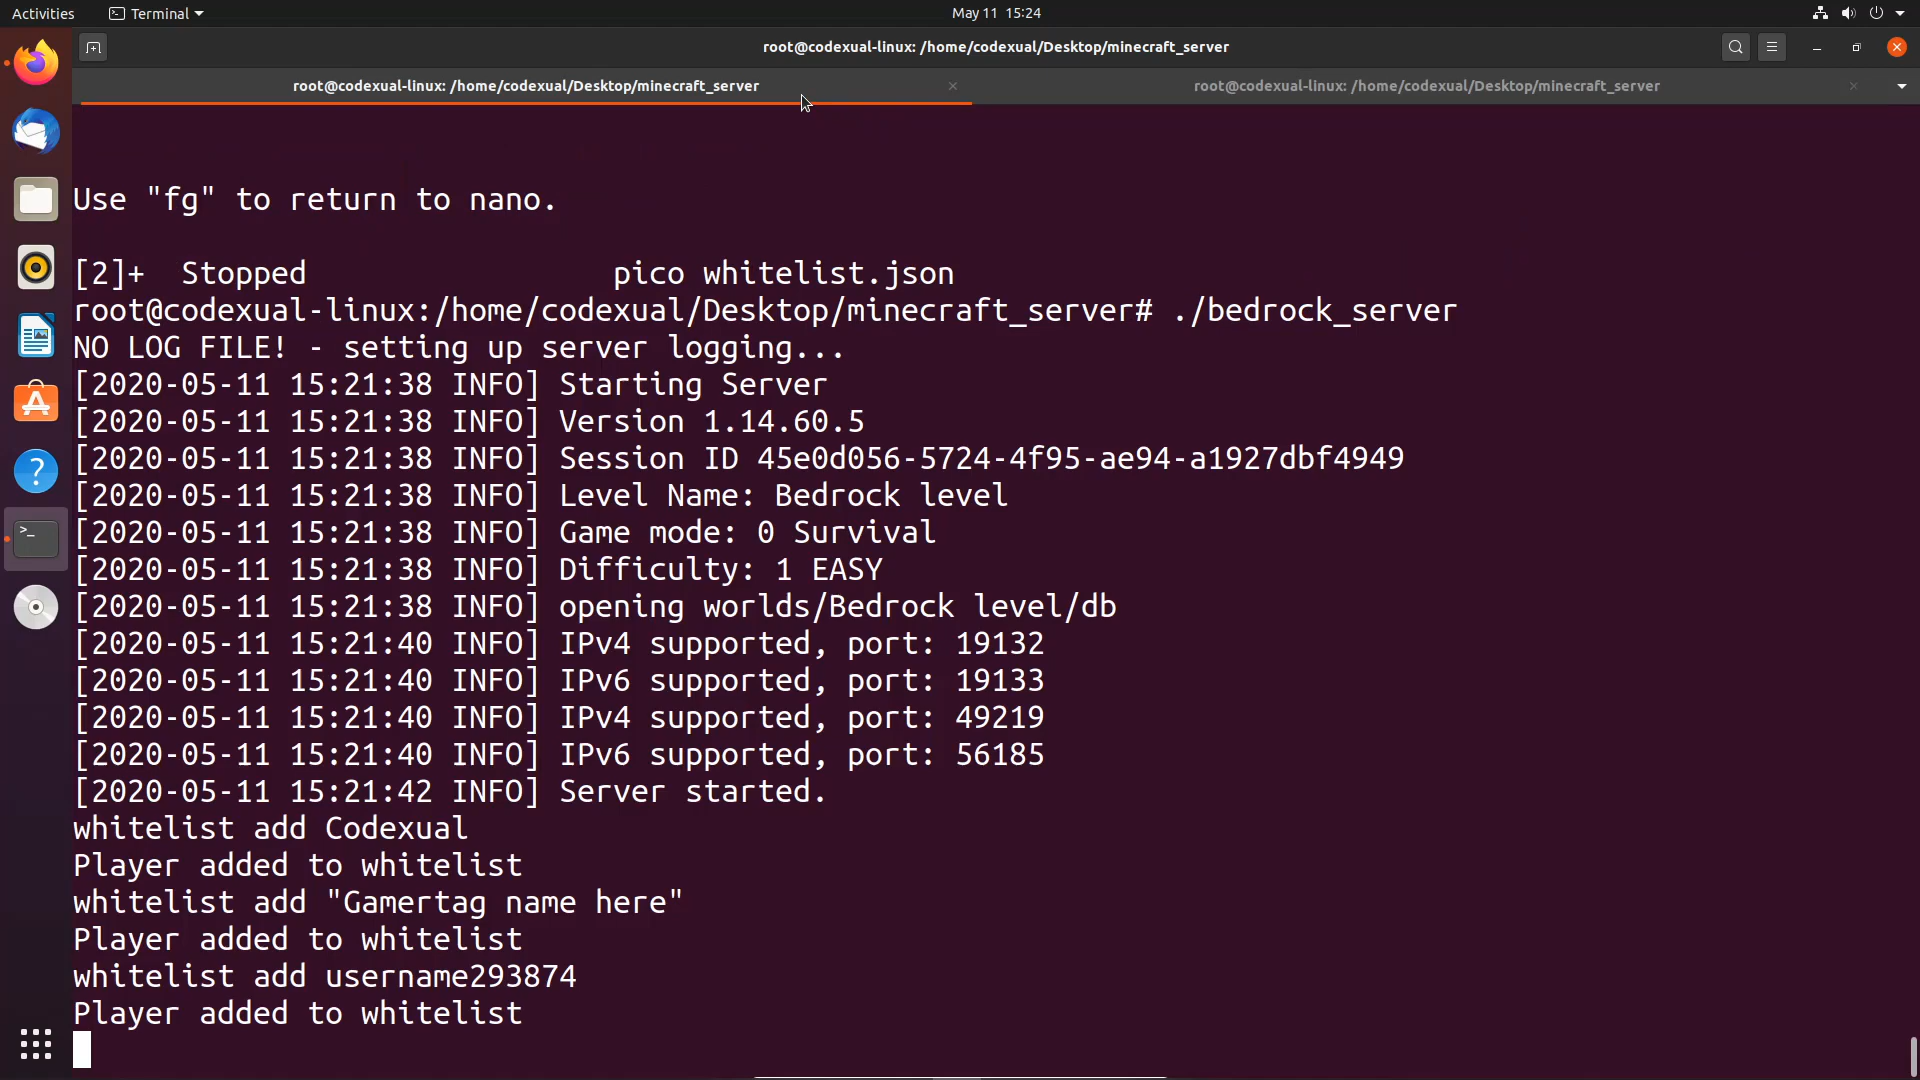 Activities
Terminal
May 11 15:24
root@codexual-linux: /home/codexual/Desktop/minecraft_server
root@codexual-linux: /home/codexual/Desktop/minecraft_server
root@codexual-linux: /home/codexual/Desktop/minecraft_server
Use "fg" to return to nano.
[2]+  Stopped                 pico whitelist.json
root@codexual-linux:/home/codexual/Desktop/minecraft_server# ./bedrock_server
NO LOG FILE! - setting up server logging...
[2020-05-11 15:21:38 INFO] Starting Server
[2020-05-11 15:21:38 INFO] Version 1.14.60.5
[2020-05-11 15:21:38 INFO] Session ID 45e0d056-5724-4f95-ae94-a1927dbf4949
[2020-05-11 15:21:38 INFO] Level Name: Bedrock level
[2020-05-11 15:21:38 INFO] Game mode: 0 Survival
[2020-05-11 15:21:38 INFO] Difficulty: 1 EASY
[2020-05-11 15:21:38 INFO] opening worlds/Bedrock level/db
[2020-05-11 15:21:40 INFO] IPv4 supported, port: 19132
[2020-05-11 15:21:40 INFO] IPv6 supported, port: 19133
[2020-05-11 15:21:40 INFO] IPv4 supported, port: 49219
[2020-05-11 15:21:40 INFO] IPv6 supported, port: 56185
[2020-05-11 15:21:42 INFO] Server started.
whitelist add Codexual
Player added to whitelist
whitelist add "Gamertag name here"
Player added to whitelist
whitelist add username293874
Player added to whitelist